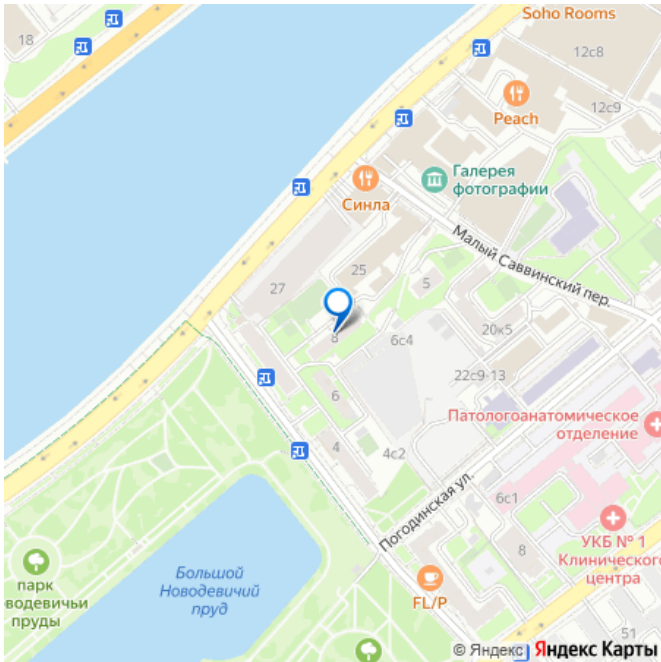 Soho Rooms
18
12с8
Peach
12с9
Галерея
фотографии
Синла
Малый Саввинский пер.
25
5
27
8
6с4
20к5
6
22с9-13
Патологоанатомическое
отделение
4
4с2
Погодинская ул.
6с1
8
УКБ № 1
Клинического
центра
Большой
Новодевичий
пруд
парк
водевичьи
пруды
FL/P
51
© Яндекс Яндекс Карты